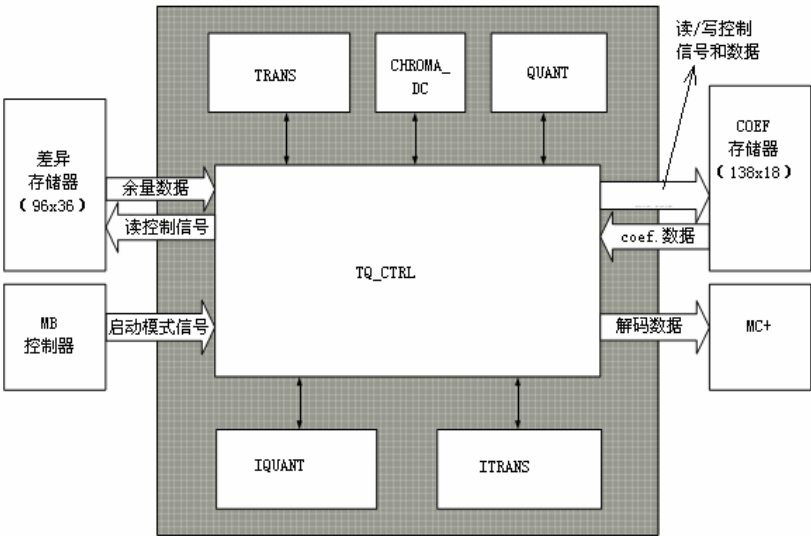 读/写控制
信号和数据
TRANS
CHROMA_
DC
QUANT
差异
存储器
(96x36)
COEF
存储器
(138x18)
余量数据
读控制信号
coef.数据
TQ_CTRL
MB
控制器
启动模式信号
解码数据
MC+
IQUANT
ITRANS